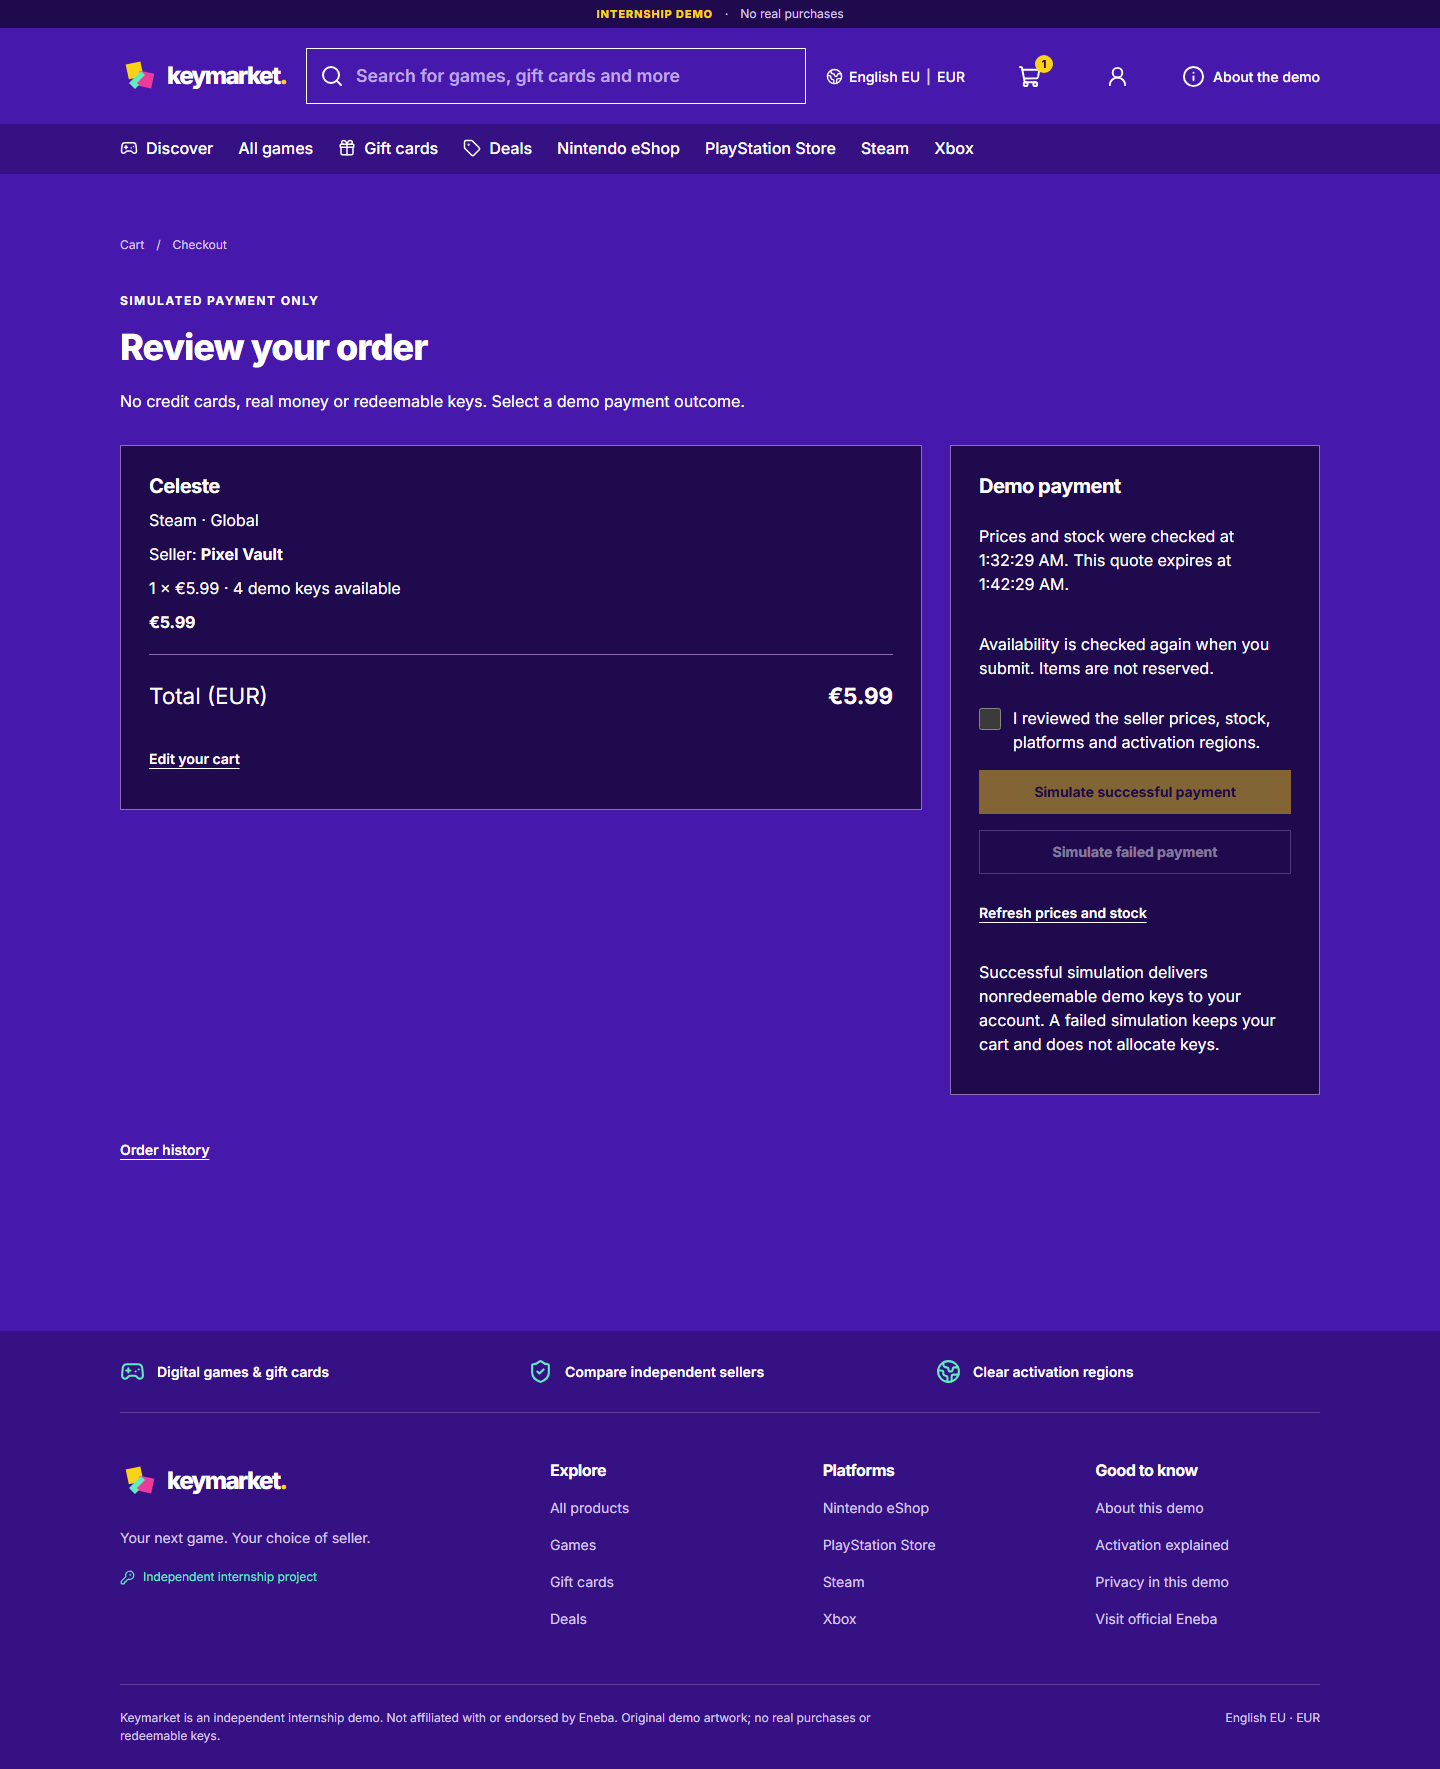 INTERNSHIP DEMO · No real purchases
keymarket.
Search for games, gift cards and more
English EU | EUR
1
About the demo
Discover
All games
Gift cards
Deals
Nintendo eShop
PlayStation Store
Steam
Xbox
Cart / Checkout
SIMULATED PAYMENT ONLY
Review your order
No credit cards, real money or redeemable keys. Select a demo payment outcome.
Celeste
Steam · Global
Seller: Pixel Vault
1 × €5.99 · 4 demo keys available
€5.99
Total (EUR) €5.99
Edit your cart
Demo payment
Prices and stock were checked at
1:32:29 AM. This quote expires at
1:42:29 AM.
Availability is checked again when you
submit. Items are not reserved.
I reviewed the seller prices, stock,
platforms and activation regions.
Simulate successful payment
Simulate failed payment
Refresh prices and stock
Successful simulation delivers
nonredeemable demo keys to your
account. A failed simulation keeps your
cart and does not allocate keys.
Order history
Digital games & gift cards
Compare independent sellers
Clear activation regions
keymarket.
Your next game. Your choice of seller.
Independent internship project
Explore
All products
Games
Gift cards
Deals
Platforms
Nintendo eShop
PlayStation Store
Steam
Xbox
Good to know
About this demo
Activation explained
Privacy in this demo
Visit official Eneba
Keymarket is an independent internship demo. Not affiliated with or endorsed by Eneba. Original demo artwork; no real purchases or
redeemable keys.
English EU · EUR